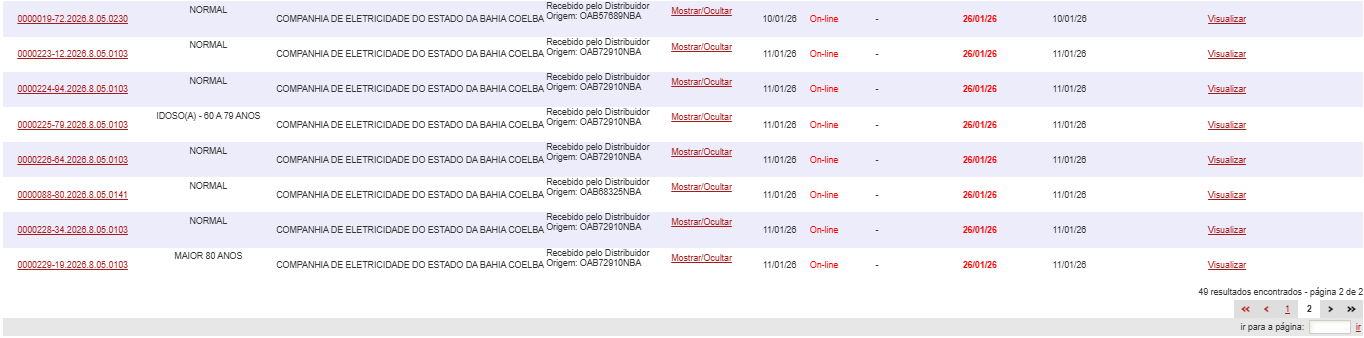 0000019-72.2026.8.05.0230 NORMAL COMPANHIA DE ELETRICIDADE DO ESTADO DA BAHIA COELBA Recebido pelo Distribuidor Origem: OAB57689NBA Mostrar/Ocultar 10/01/26 On-line - 26/01/26 10/01/26 Visualizar
0000223-12.2026.8.05.0103 NORMAL COMPANHIA DE ELETRICIDADE DO ESTADO DA BAHIA COELBA Recebido pelo Distribuidor Origem: OAB72910NBA Mostrar/Ocultar 11/01/26 On-line - 26/01/26 11/01/26 Visualizar
0000224-94.2026.8.05.0103 NORMAL COMPANHIA DE ELETRICIDADE DO ESTADO DA BAHIA COELBA Recebido pelo Distribuidor Origem: OAB72910NBA Mostrar/Ocultar 11/01/26 On-line - 26/01/26 11/01/26 Visualizar
0000225-79.2026.8.05.0103 IDOSO(A) - 60 A 79 ANOS COMPANHIA DE ELETRICIDADE DO ESTADO DA BAHIA COELBA Recebido pelo Distribuidor Origem: OAB72910NBA Mostrar/Ocultar 11/01/26 On-line - 26/01/26 11/01/26 Visualizar
0000226-64.2026.8.05.0103 NORMAL COMPANHIA DE ELETRICIDADE DO ESTADO DA BAHIA COELBA Recebido pelo Distribuidor Origem: OAB72910NBA Mostrar/Ocultar 11/01/26 On-line - 26/01/26 11/01/26 Visualizar
0000088-80.2026.8.05.0141 NORMAL COMPANHIA DE ELETRICIDADE DO ESTADO DA BAHIA COELBA Recebido pelo Distribuidor Origem: OAB68325NBA Mostrar/Ocultar 11/01/26 On-line - 26/01/26 11/01/26 Visualizar
0000228-34.2026.8.05.0103 NORMAL COMPANHIA DE ELETRICIDADE DO ESTADO DA BAHIA COELBA Recebido pelo Distribuidor Origem: OAB72910NBA Mostrar/Ocultar 11/01/26 On-line - 26/01/26 11/01/26 Visualizar
0000229-19.2026.8.05.0103 MAIOR 80 ANOS COMPANHIA DE ELETRICIDADE DO ESTADO DA BAHIA COELBA Recebido pelo Distribuidor Origem: OAB72910NBA Mostrar/Ocultar 11/01/26 On-line - 26/01/26 11/01/26 Visualizar
49 resultados encontrados - página 2 de 2
« < 1 2 > »
ir para a página: ir